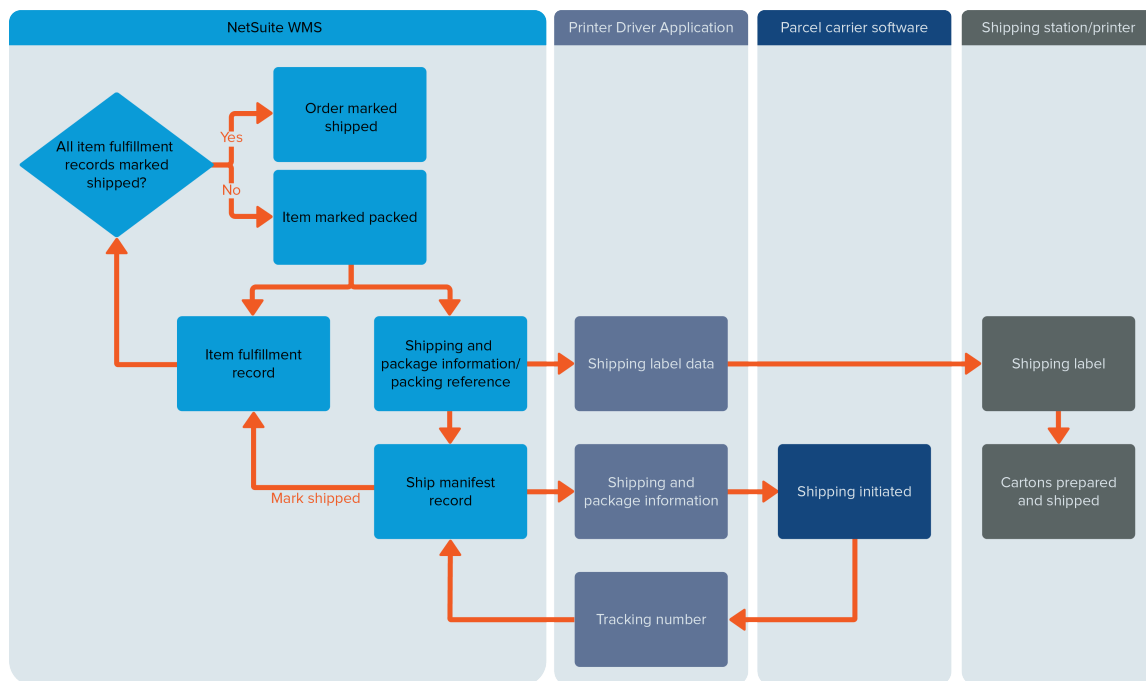 NetSuite WMS
Printer Driver Application
Parcel carrier software
Shipping station/printer
Order marked
shipped
All item fulfillment
records marked
shipped?
Yes
No
Item marked packed
Item fulfillment
record
Shipping and
package information/
packing reference
Shipping label data
Shipping label
Mark shipped
Ship manifest
record
Shipping and
package information
Shipping initiated
Cartons prepared
and shipped
Tracking number